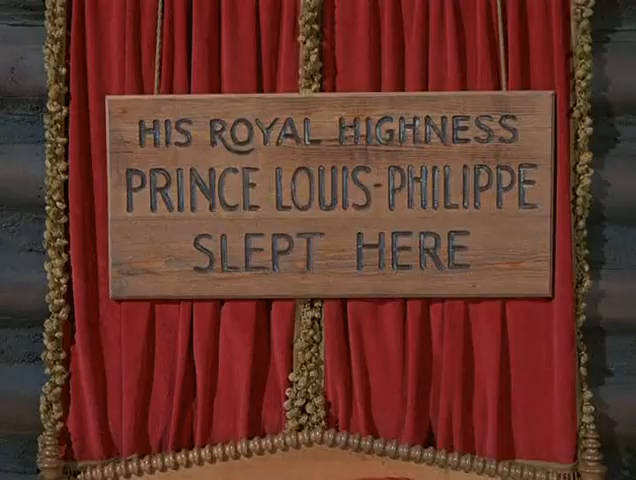 HIS ROYAL HIGHNESS
PRINCE LOUIS-PHILIPPE
SLEPT HERE